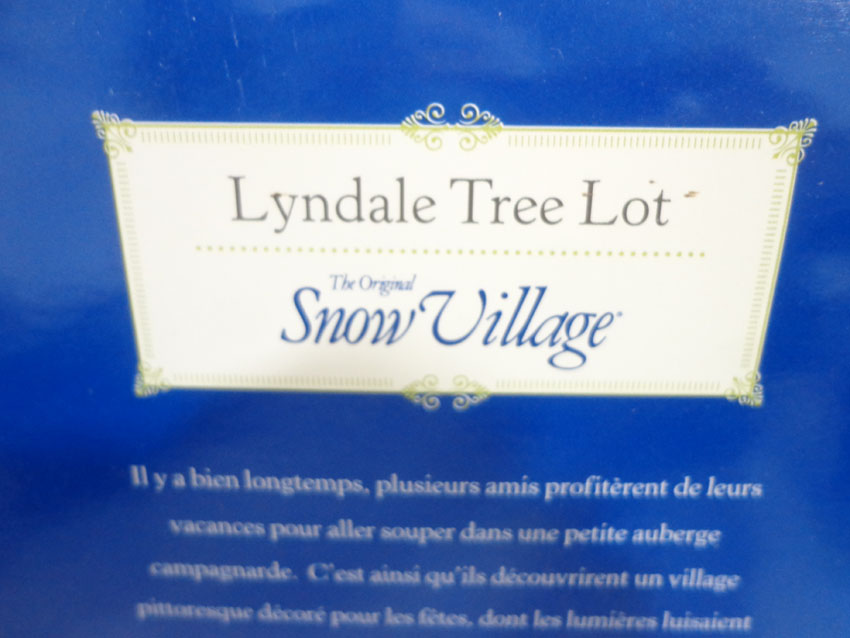 Lyndale Tree Lot
The Original
Snow Village®
Il y a bien longtemps, plusieurs amis profitèrent de leurs
vacances pour aller souper dans une petite auberge
campagnarde. C'est ainsi qu'ils découvrirent un village
pittoresque décoré pour les fêtes, dont les lumières luisaient